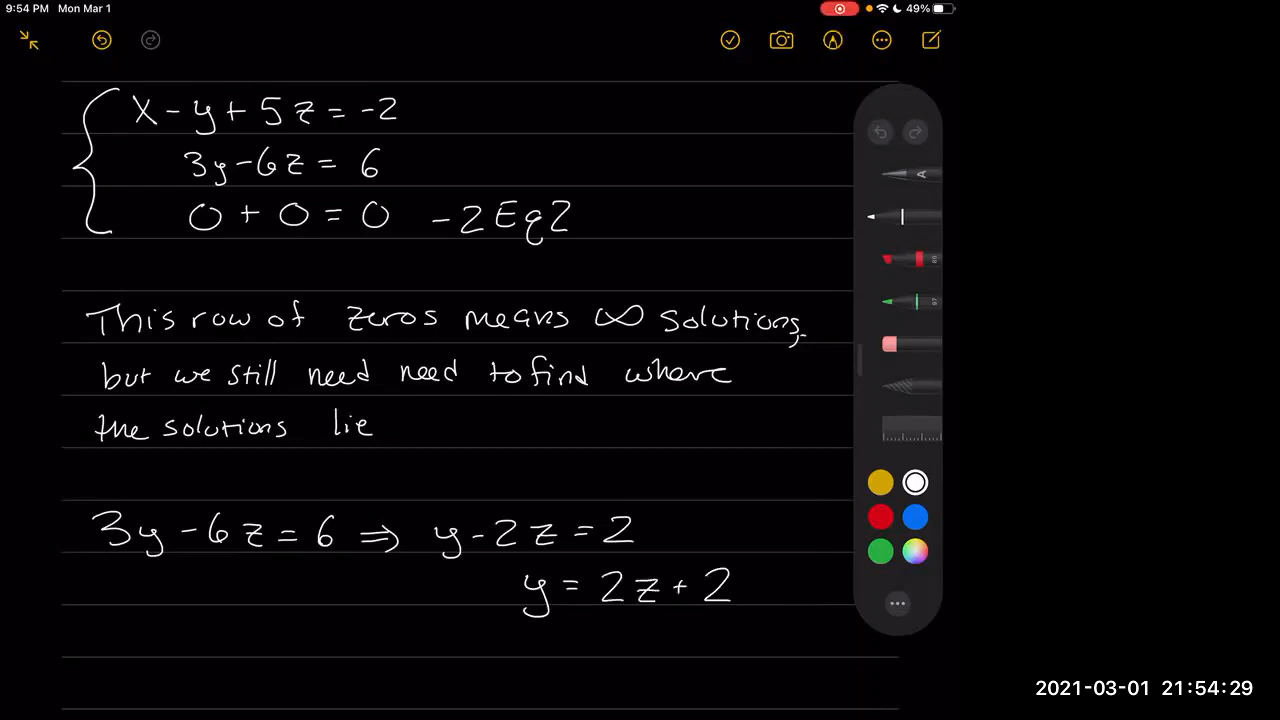 9:54 PM Mon Mar 1
49%
x - y + 5z = -2
3y - 6z = 6
0 + 0 = 0 -2Eq2
This row of zeros means ∞ solutions,
but we still need need to find where
the solutions lie
3y - 6z = 6 ⇒ y - 2z = 2
y = 2z + 2
A
89
97
2021-03-01 21:54:29